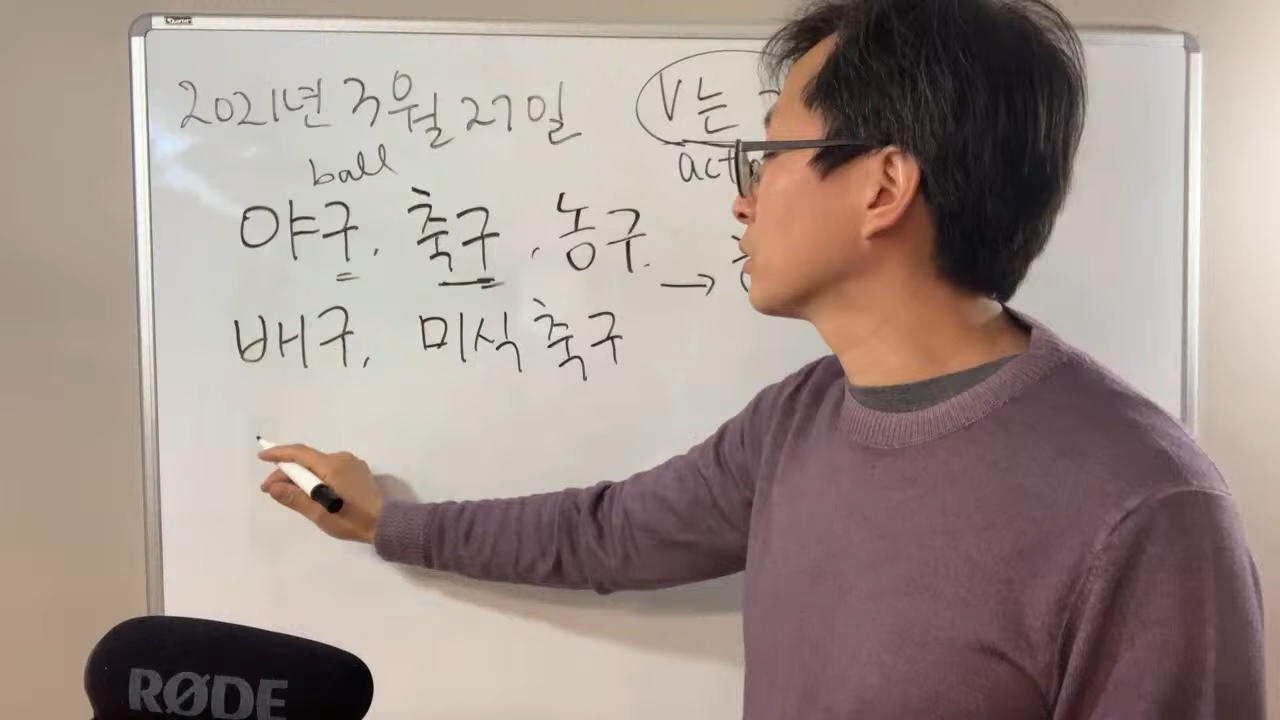 Quartet
2021년 3월 27일 V는
ball
야구, 축구, 농구. →
배구, 미식축구
RØDE